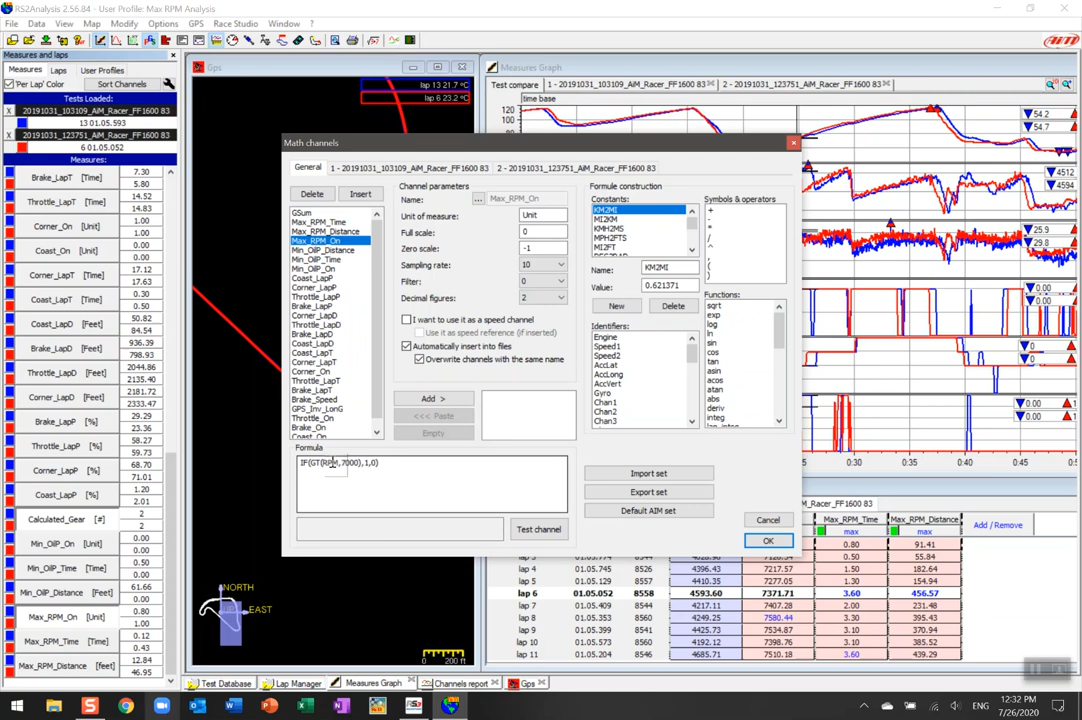 RS2Analysis 2.56.84 - User Profile: Max RPM Analysis
File Data View Map Modify Options GPS Race Studio Window ?
AiM
Measures and laps
Measures Laps User Profiles
'Per Lap' Color Sort Channels
Tests Loaded:
X 20191031_103109_AiM_Racer_FF1600 83
13 01.05.593
X 20191031_123751_AiM_Racer_FF1600 83
6 01.05.052
Measures:
Brake_LapT [Time] 7.30
5.80
Throttle_LapT [Time] 14.52
14.83
Corner_On [Unit] 1.00
1.00
Coast_On [Unit] 0.00
0.00
Corner_LapT [Time] 17.12
17.63
Coast_LapT [Time] 0.30
0.50
Coast_LapD [Feet] 50.82
84.54
Brake_LapD [Feet] 936.39
798.93
Throttle_LapD [Feet] 2044.86
2135.40
Corner_LapD [Feet] 2181.72
2333.47
Brake_LapP [%] 29.29
23.36
Throttle_LapP [%] 58.27
59.73
Corner_LapP [%] 68.70
71.01
Coast_LapP [%] 1.20
2.01
Calculated_Gear [#] 2
2
Min_OilP_On [Unit] 0.00
0.00
Min_OilP_Time [Time] 0.50
0.00
Min_OilP_Distance [Feet] 61.66
0.00
Max_RPM_On [Unit] 0.80
1.00
Max_RPM_Time [Time] 0.12
0.43
Max_RPM_Distance [feet] 12.84
46.95
Gps
lap 13 21.7 ºC
lap 6 23.2 ºC
NORTH
EAST
0 200 ft
Measures Graph
Test compare 1 - 20191031_103109_AiM_Racer_FF1600 83 2 - 20191031_123751_AiM_Racer_FF1600 83
time base
120
100
54.2
54.7
4512
4594
25.9
29.8
0.00
0.00
0
0
0.00
0.00
0:35 0:40 0:45 0:50
Math channels
General 1 - 20191031_103109_AiM_Racer_FF1600 83 2 - 20191031_123751_AiM_Racer_FF1600 83
Delete Insert
GSum
Max_RPM_Time
Max_RPM_Distance
Max_RPM_On
Min_OilP_Distance
Min_OilP_Time
Min_OilP_On
Coast_LapP
Corner_LapP
Throttle_LapP
Brake_LapP
Corner_LapD
Throttle_LapD
Brake_LapD
Coast_LapD
Coast_LapT
Corner_LapT
Corner_On
Throttle_LapT
Brake_LapT
Brake_Speed
GPS_Inv_LonG
Throttle_On
Brake_On
Coast_On
Channel parameters
Name: ... Max_RPM_On
Unit of measure: Unit
Full scale: 0
Zero scale: -1
Sampling rate: 10
Filter: 0
Decimal figures: 2
I want to use it as a speed channel
Use it as speed reference (if inserted)
Automatically insert into files
Overwrite channels with the same name
Add >
<<< Paste
Empty
Formule construction
Constants:
KM2MI
MI2KM
KMH2MS
MPH2FTS
MI2FT
DEG2RAD
Name: KM2MI
Value: 0.621371
New Delete
Identifiers:
Engine
Speed1
Speed2
AccLat
AccLong
AccVert
Gyro
Chan1
Chan2
Chan3
Symbols & operators
+
-
*
/
^
,
(
)
Functions:
sqrt
exp
log
ln
sin
cos
tan
asin
acos
atan
abs
deriv
integ
lap_integ
Formula
IF(GT(RPM,7000),1,0)
Test channel
Import set
Export set
Default AIM set
Cancel
OK
_Racer_FF1600 83
Max_RPM_Time Max_RPM_Distance Add / Remove
max max
0.80 91.41
0.50 55.84
lap 4 01.05.745 8526 4396.43 7217.57 1.50 182.64
lap 5 01.05.129 8557 4410.35 7277.05 1.30 154.94
lap 6 01.05.052 8558 4593.60 7371.71 3.60 456.57
lap 7 01.05.409 8544 4217.11 7407.28 2.00 231.48
lap 8 01.05.353 8560 4249.25 7580.44 3.30 395.43
lap 9 01.05.399 8541 4425.73 7534.87 3.10 370.94
lap 10 01.05.573 8560 4192.12 7398.76 3.10 384.12
lap 11 01.05.204 8546 4685.71 7510.18 3.60 439.29
Test Database Lap Manager Measures Graph Channels report Gps
ENG
12:32 PM
7/26/2020